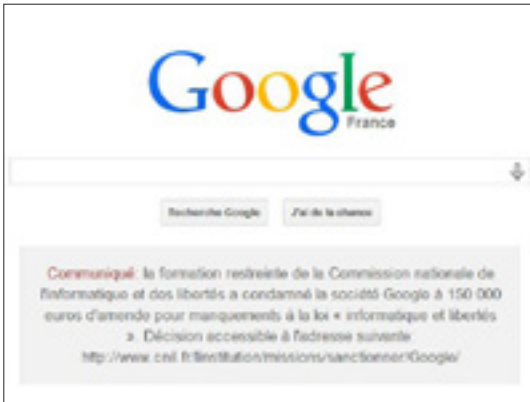 Google
France
Recherche Google J'ai de la chance
Communiqué: la formation restreinte de la Commission nationale de
l'informatique et des libertés a condamné la société Google à 150 000
euros d'amende pour manquements à la loi « informatique et libertés
». Décision accessible à l'adresse suivante
http://www.cnil.fr/linstitution/missions/sanctionner/Google/